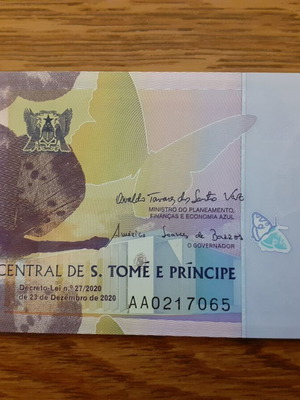 Osvaldo Tavares dos Santos Vaz
MINISTRO DO PLANEAMENTO,
FINANÇAS E ECONOMIA AZUL
Américo Soares de Barros
O GOVERNADOR
CENTRAL DE S. TOMÉ E PRÍNCIPE
Decreto-Lei n.º 27/2020
de 23 de Dezembro de 2020
AA0217065